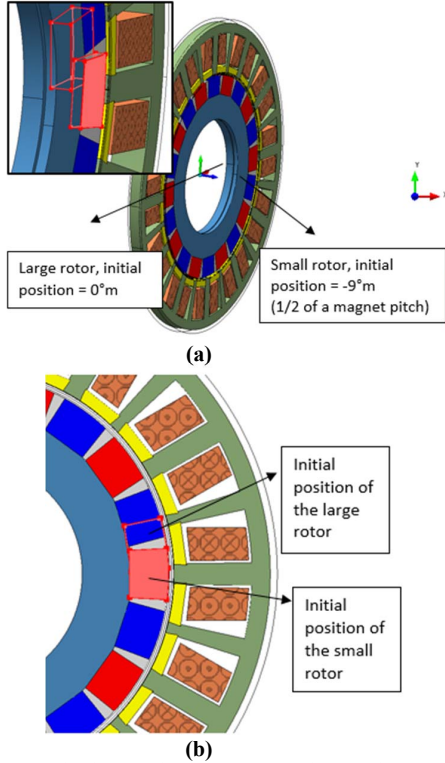 Large rotor, initial
position = 0°m
Small rotor, initial
position = -9°m
(1/2 of a magnet pitch)
(a)
Initial
position of
the large
rotor
Initial
position of
the small
rotor
(b)